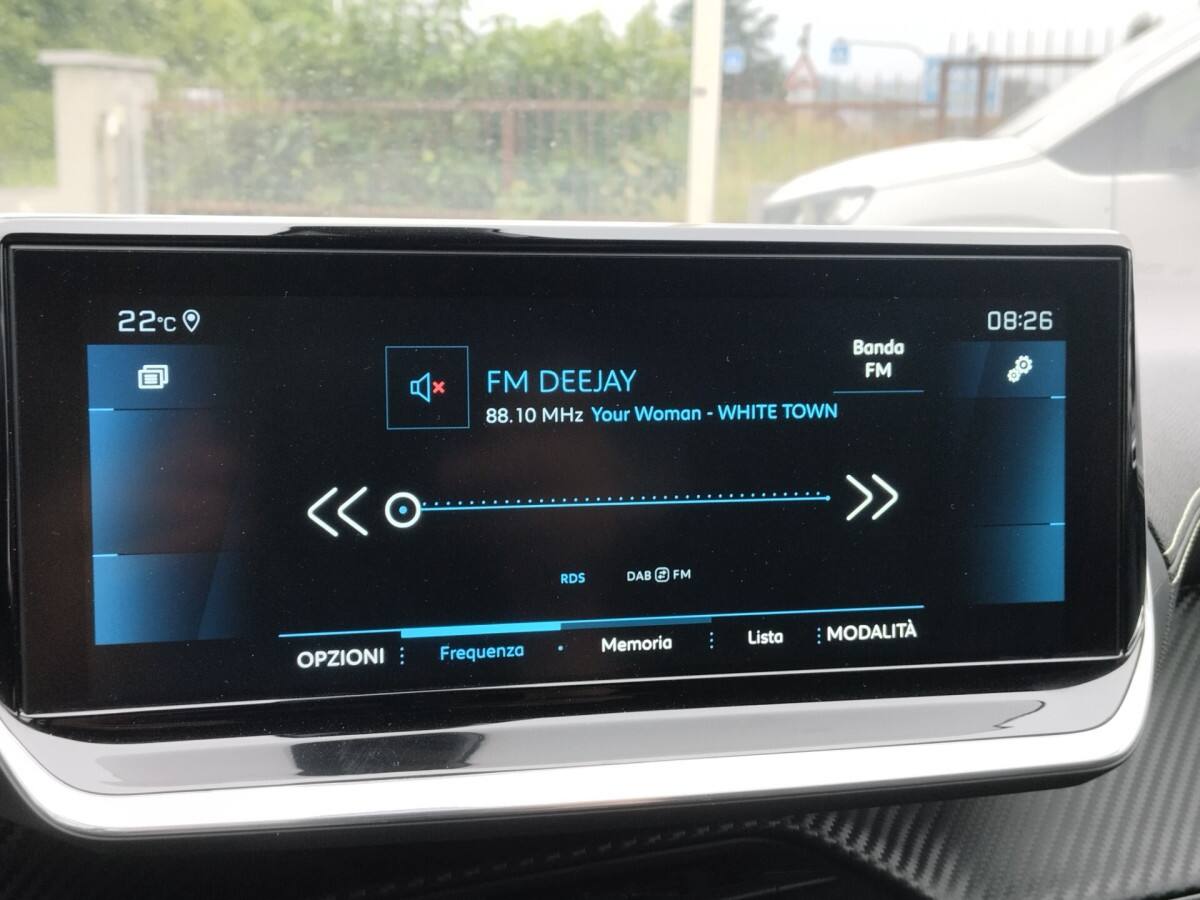 22°C
08:26
Banda
FM
FM DEEJAY
88.10 MHz Your Woman - WHITE TOWN
RDS
DAB FM
OPZIONI
Frequenza
Memoria
Lista
MODALITÀ